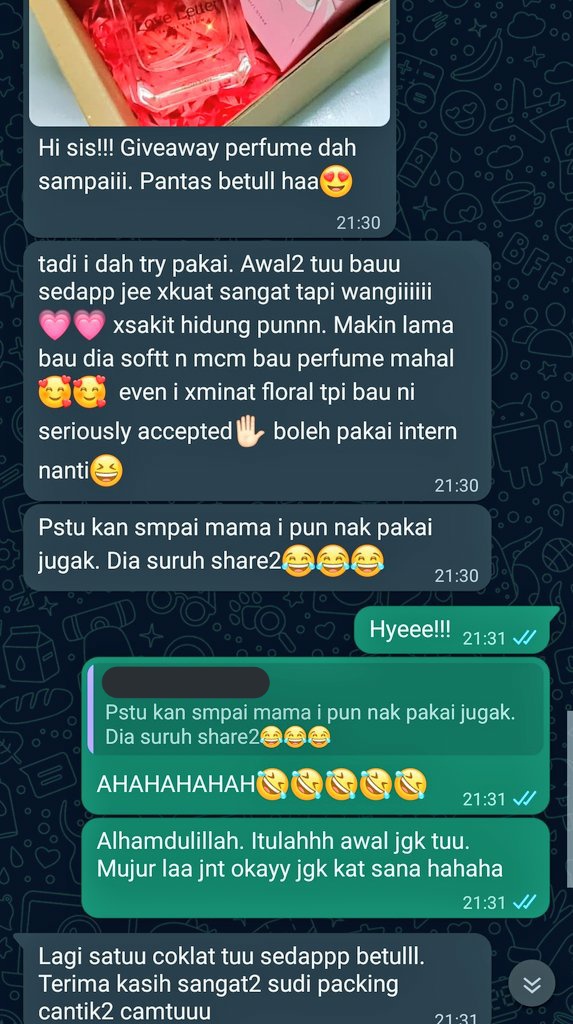 Love Letter
Hi sis!!! Giveaway perfume dah
sampaiii. Pantas betull haa😍
21:30
tadi i dah try pakai. Awal2 tuu bauu
sedapp jee xkuat sangat tapi wangiiiiii
💗💗 xsakit hidung punnn. Makin lama
bau dia softt n mcm bau perfume mahal
🥰🥰 even i xminat floral tpi bau ni
seriously accepted🤚🏻 boleh pakai intern
nanti😆
21:30
Pstu kan smpai mama i pun nak pakai
jugak. Dia suruh share2😂😂😂
21:30
Hyeee!!! 21:31
Pstu kan smpai mama i pun nak pakai jugak.
Dia suruh share2😂😂😂
AHAHAHAHAH🤣🤣🤣🤣🤣
21:31
Alhamdulillah. Itulahhh awal jgk tuu.
Mujur laa jnt okayy jgk kat sana hahaha
21:31
Lagi satuu coklat tuu sedappp betulll.
Terima kasih sangat2 sudi packing
cantik2 camtuuu
21:31
BFF